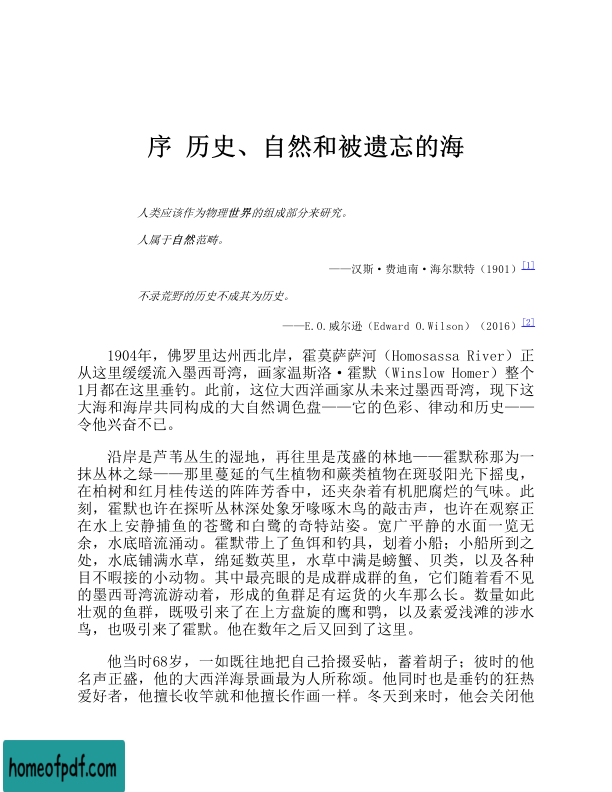 序 历史、自然和被遗忘的海
人类应该作为物理世界的组成部分来研究。
人属于自然范畴。
——汉斯·费迪南·海尔默特（1901）[1]
不录荒野的历史不成其为历史。
——E.O.威尔逊（Edward O.Wilson）（2016）[2]
1904年，佛罗里达州西北岸，霍莫萨萨河（Homosassa River）正
从这里缓缓流入墨西哥湾，画家温斯洛·霍默（Winslow Homer）整个
1月都在这里垂钓。此前，这位大西洋画家从未来过墨西哥湾，现下这
大海和海岸共同构成的大自然调色盘——它的色彩、律动和历史——
令他兴奋不已。
沿岸是芦苇丛生的湿地，再往里是茂盛的林地——霍默称那为一
抹丛林之绿——那里蔓延的气生植物和蕨类植物在斑驳阳光下摇曳，
在柏树和红月桂传送的阵阵芳香中，还夹杂着有机肥腐烂的气味。此
刻，霍默也许在探听丛林深处象牙喙啄木鸟的敲击声，也许在观察正
在水上安静捕鱼的苍鹭和白鹭的奇特站姿。宽广平静的水面一览无
余，水底暗流涌动。霍默带上了鱼饵和钓具，划着小船；小船所到之
处，水底铺满水草，绵延数英里，水草中满是螃蟹、贝类，以及各种
目不暇接的小动物。其中最亮眼的是成群成群的鱼，它们随着看不见
的墨西哥湾流游动着，形成的鱼群足有运货的火车那么长。数量如此
壮观的鱼群，既吸引来了在上方盘旋的鹰和鹗，以及素爱浅滩的涉水
鸟，也吸引来了霍默。他在数年之后又回到了这里。
他当时68岁，一如既往地把自己拾掇妥帖，蓄着胡子；彼时的他
名声正盛，他的大西洋海景画最为人所称颂。他同时也是垂钓的狂热
爱好者，他擅长收竿就和他擅长作画一样。冬天到来时，他会关闭他
homeofpdf.com